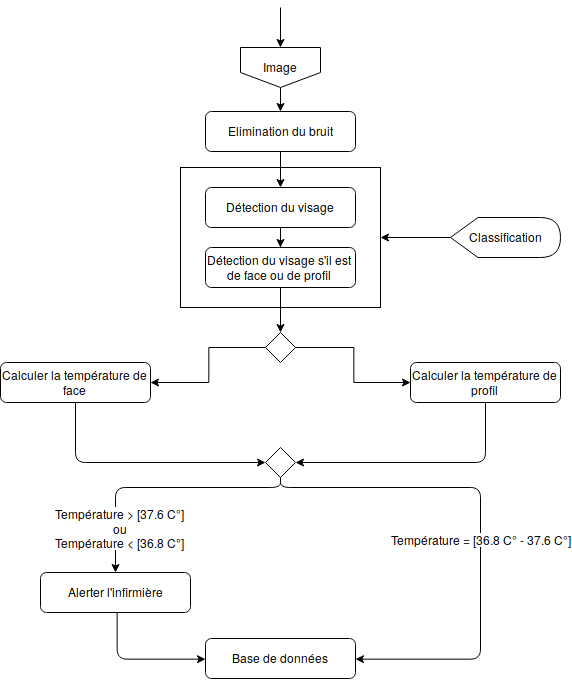 Image
Elimination du bruit
Détection du visage
Classification
Détection du visage s'il est
de face ou de profil
Calculer la température de
face
Calculer la température de
profil
Température > [37.6 C°]
ou
Température < [36.8 C°]
Température = [36.8 C° - 37.6 C°]
Alerter l'infirmière
Base de données